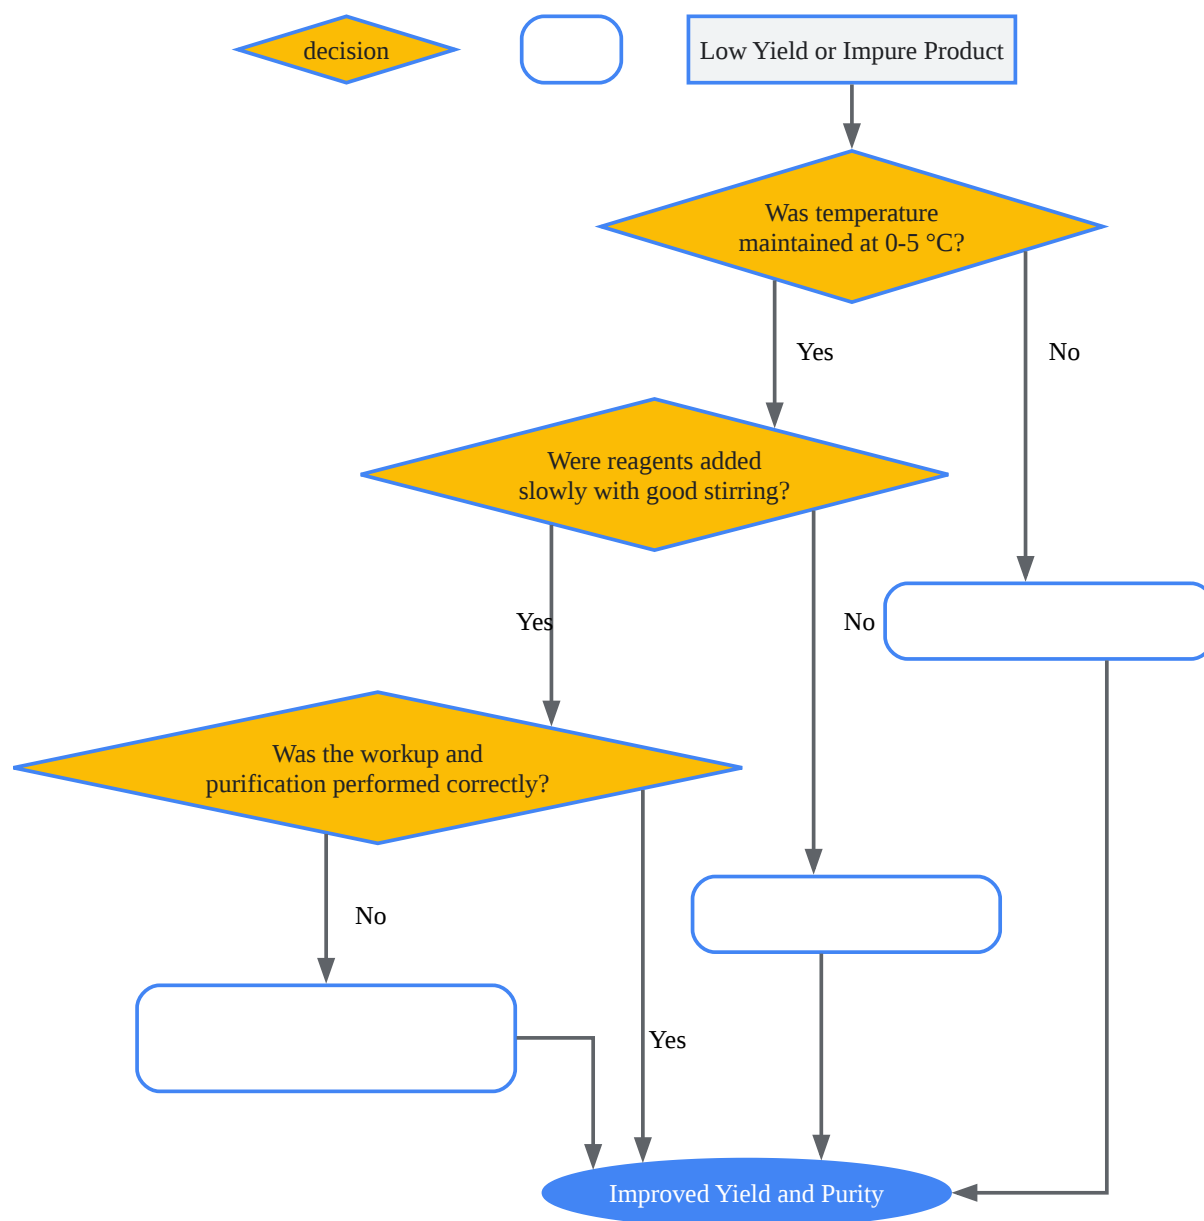 decision
Low Yield or Impure Product
Was temperature
maintained at 0-5 °C?
Yes
No
Were reagents added
slowly with good stirring?
Yes
No
Was the workup and
purification performed correctly?
No
Yes
Improved Yield and Purity